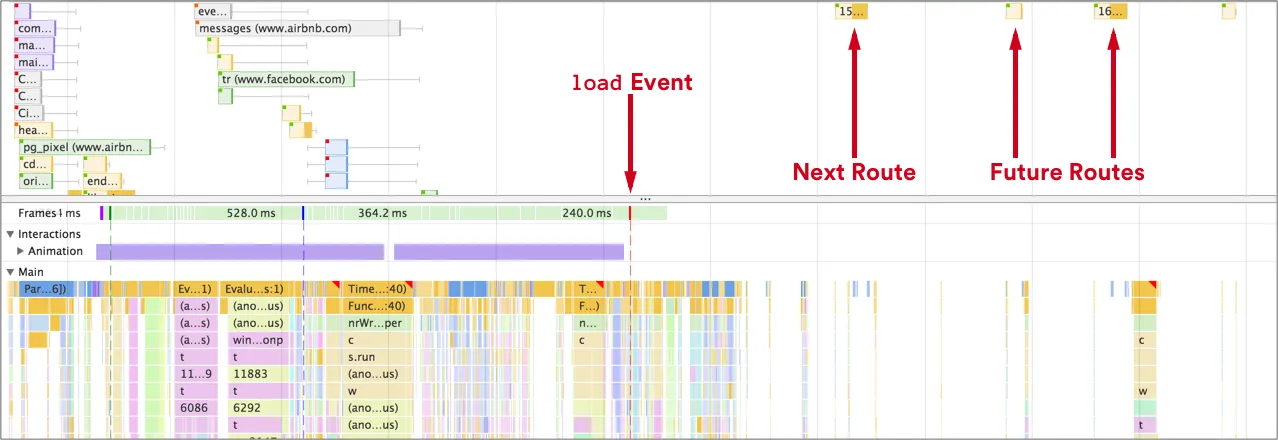 eve...
15...
16...
com...
messages (www.airbnb.com)
ma...
mai...
C...
tr (www.facebook.com)
load Event
C...
Ci...
hea...
pg_pixel (www.airbn...
cd...
Next Route
Future Routes
ori...
end...
...
Frames
ms
528.0 ms
364.2 ms
240.0 ms
Interactions
Animation
Main
Par...6])
Ev...1)
Evalu...s:1)
Time...:40)
T...
(a...s)
(ano...us)
Func...:40)
F...)
(a...s)
(ano...us)
nrWr...per
n...
(a...s)
win...onp
c
c
c
t
t
s.run
11...9
11883
(ano...us)
t
t
w
w
6086
6292
(ano...us)
t
(ano...us)
t